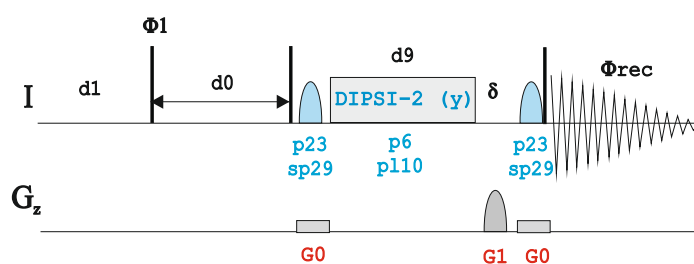 Φ1
d9
d1
d0
δ
Φrec
I
DIPSI-2 (y)
p23
sp29
p6
pl10
p23
sp29
Gz
G0
G1
G0